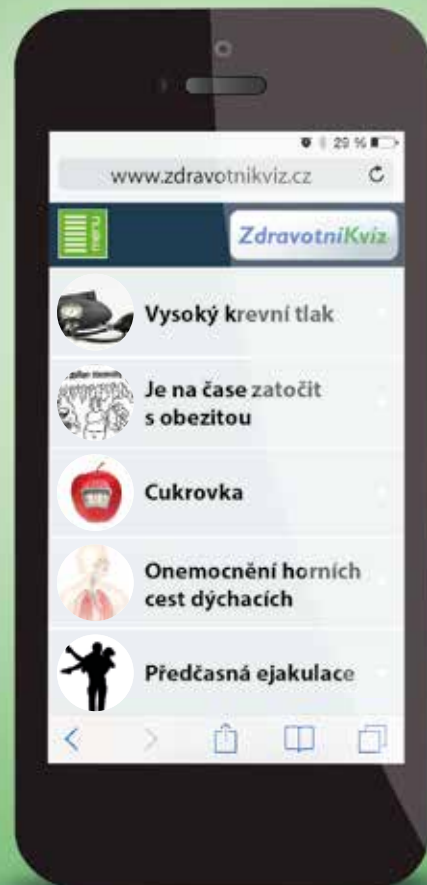 29 %
www.zdravotnikviz.cz
menu
ZdravotniKviz
Vysoký krevní tlak
Je na čase zatočit
s obezitou
Cukrovka
Onemocnění horních
cest dýchacích
Předčasná ejakulace